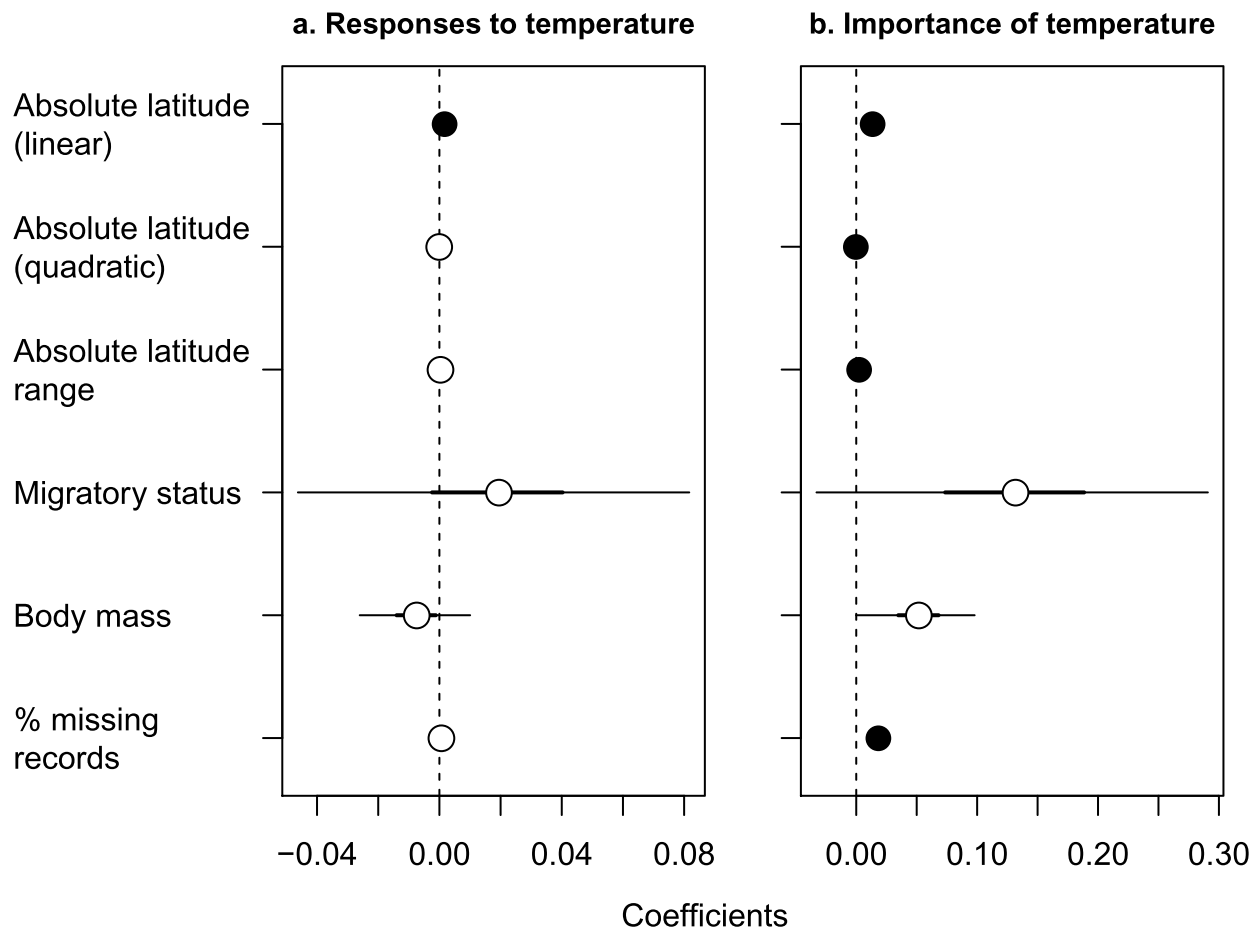 a. Responses to temperature
b. Importance of temperature
Absolute latitude
(linear)
Absolute latitude
(quadratic)
Absolute latitude
range
Migratory status
Body mass
% missing
records
−0.04 0.00 0.04 0.08
0.00 0.10 0.20 0.30
Coefficients